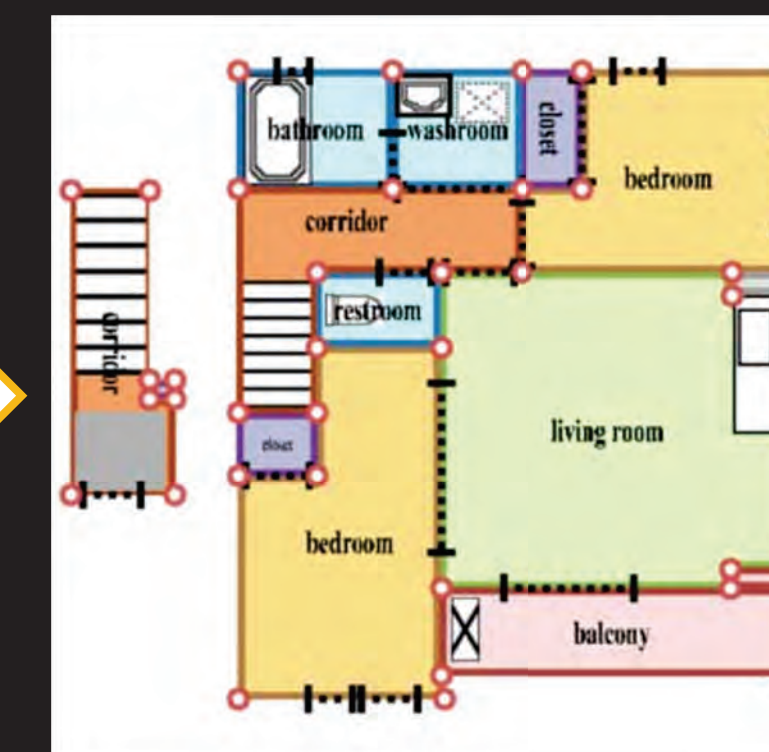 bathroom
washroom
closet
bedroom
corridor
corridor
restroom
living room
closet
bedroom
balcony